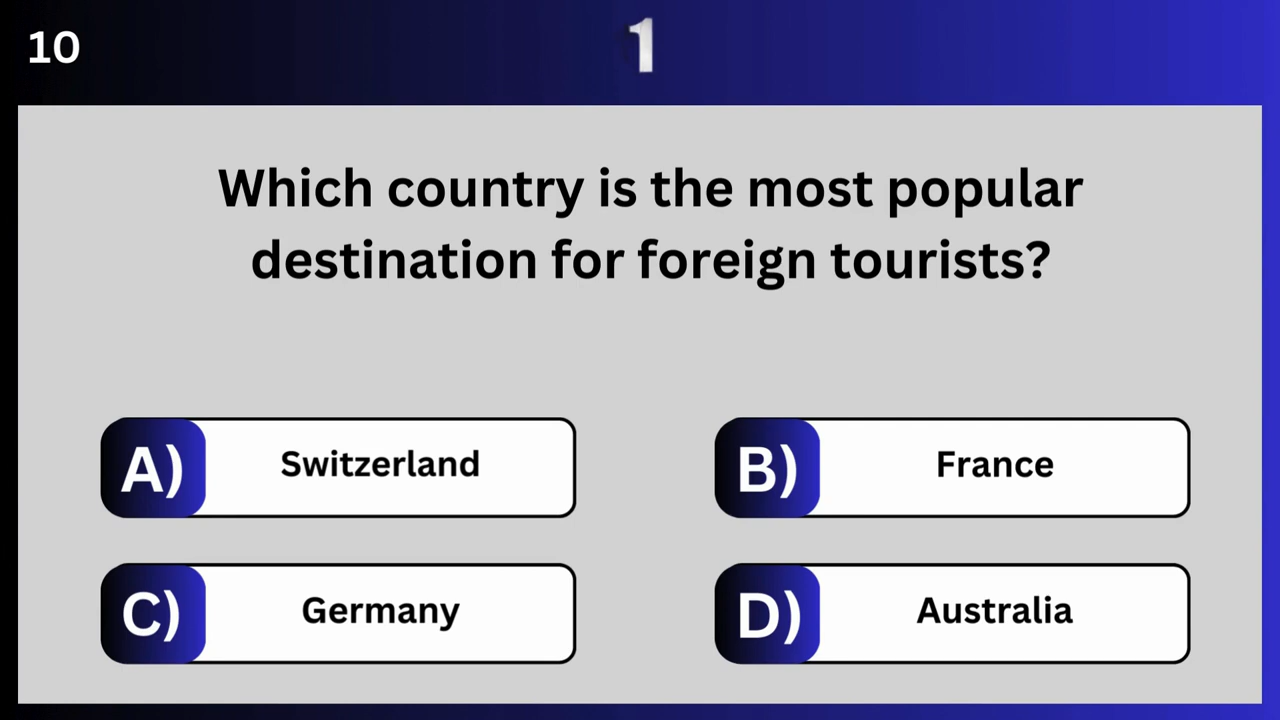 10
1
Which country is the most popular
destination for foreign tourists?
A) Switzerland
B) France
C) Germany
D) Australia